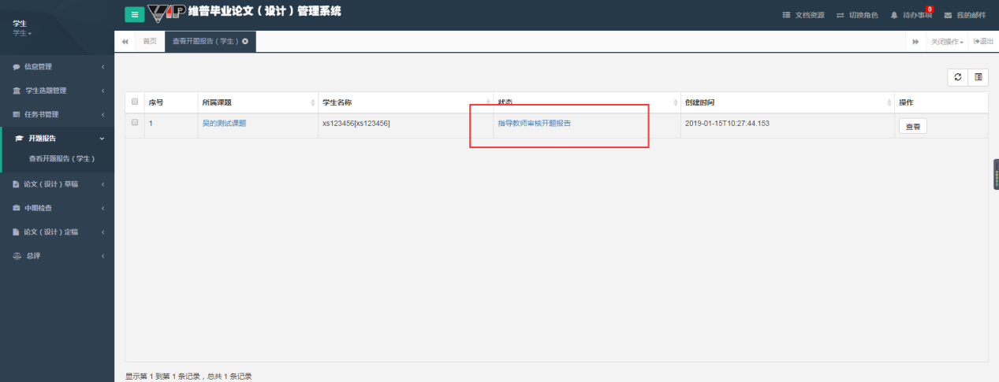 学生
学生
信息管理
学生选题管理
任务书管理
开题报告
查看开题报告（学生）
论文（设计）草稿
中期检查
论文（设计）定稿
总评
VIP 维普毕业论文（设计）管理系统
文档资源 切换角色 待办事项 0 我的邮件
首页 查看开题报告（学生） 关闭操作 退出
序号 所属课题 学生名称 状态 创建时间 操作
1 吴的测试课题 xs123456[xs123456] 指导教师审核开题报告 2019-01-15T10:27:44.153 查看
显示第 1 到第 1 条记录，总共 1 条记录